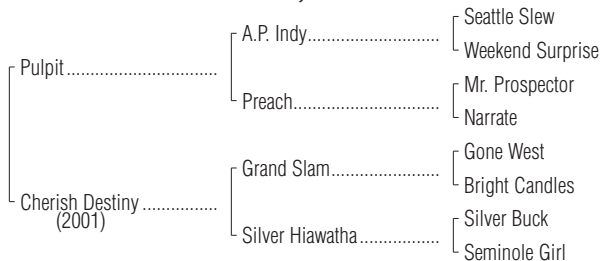 Seattle Slew
A.P. Indy..............................
Weekend Surprise
Pulpit.................................
Mr. Prospector
Preach.................................
Narrate
Gone West
Grand Slam.........................
Bright Candles
Cherish Destiny..................
(2001)
Silver Buck
Silver Hiawatha...................
Seminole Girl